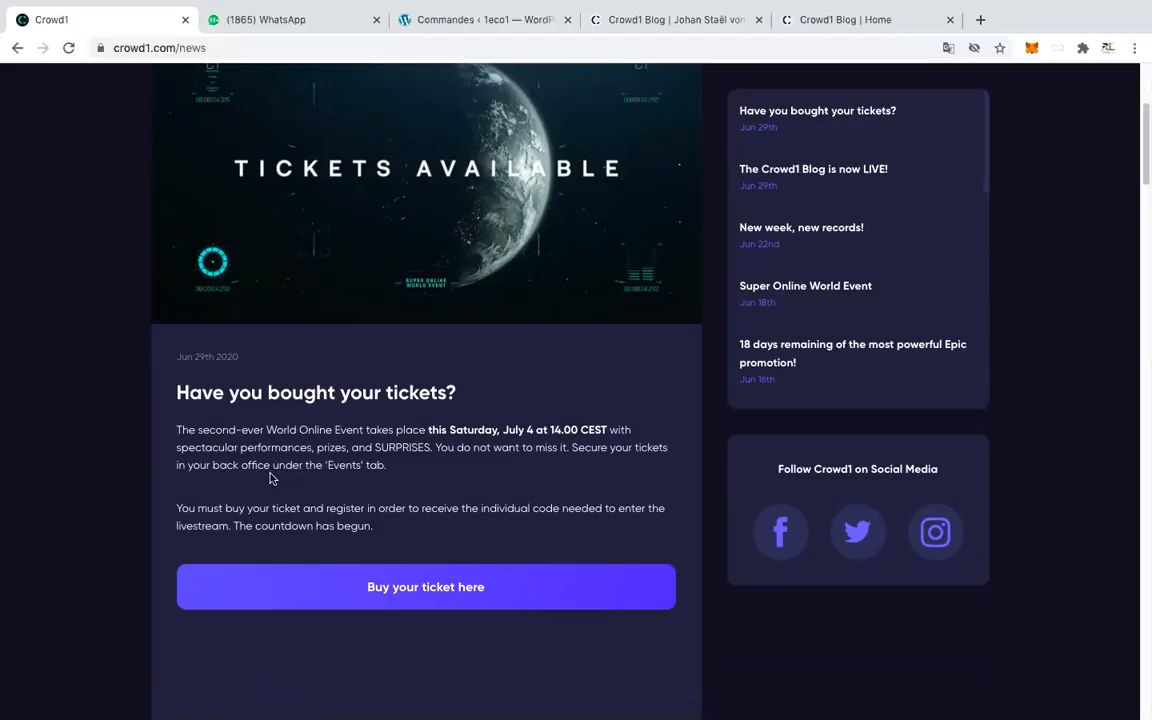 Crowd1
(1865) WhatsApp
Commandes ‹ 1eco1 — WordPr
Crowd1 Blog | Johan Staël von
Crowd1 Blog | Home
crowd1.com/news
TICKETS AVAILABLE
SUPER ONLINE
WORLD EVENT
Jun 29th 2020
Have you bought your tickets?
The second-ever World Online Event takes place this Saturday, July 4 at 14.00 CEST with
spectacular performances, prizes, and SURPRISES. You do not want to miss it. Secure your tickets
in your back office under the ‘Events’ tab.
You must buy your ticket and register in order to receive the individual code needed to enter the
livestream. The countdown has begun.
Buy your ticket here
Have you bought your tickets?
Jun 29th
The Crowd1 Blog is now LIVE!
Jun 29th
New week, new records!
Jun 22nd
Super Online World Event
Jun 18th
18 days remaining of the most powerful Epic
promotion!
Jun 16th
Follow Crowd1 on Social Media